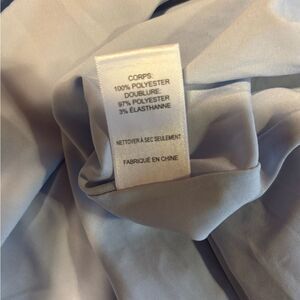 CORPS:
100% POLYESTER
DOUBLURE:
97% POLYESTER
3% ÉLASTHANNE
NETTOYER À SEC SEULEMENT
FABRIQUÉ EN CHINE